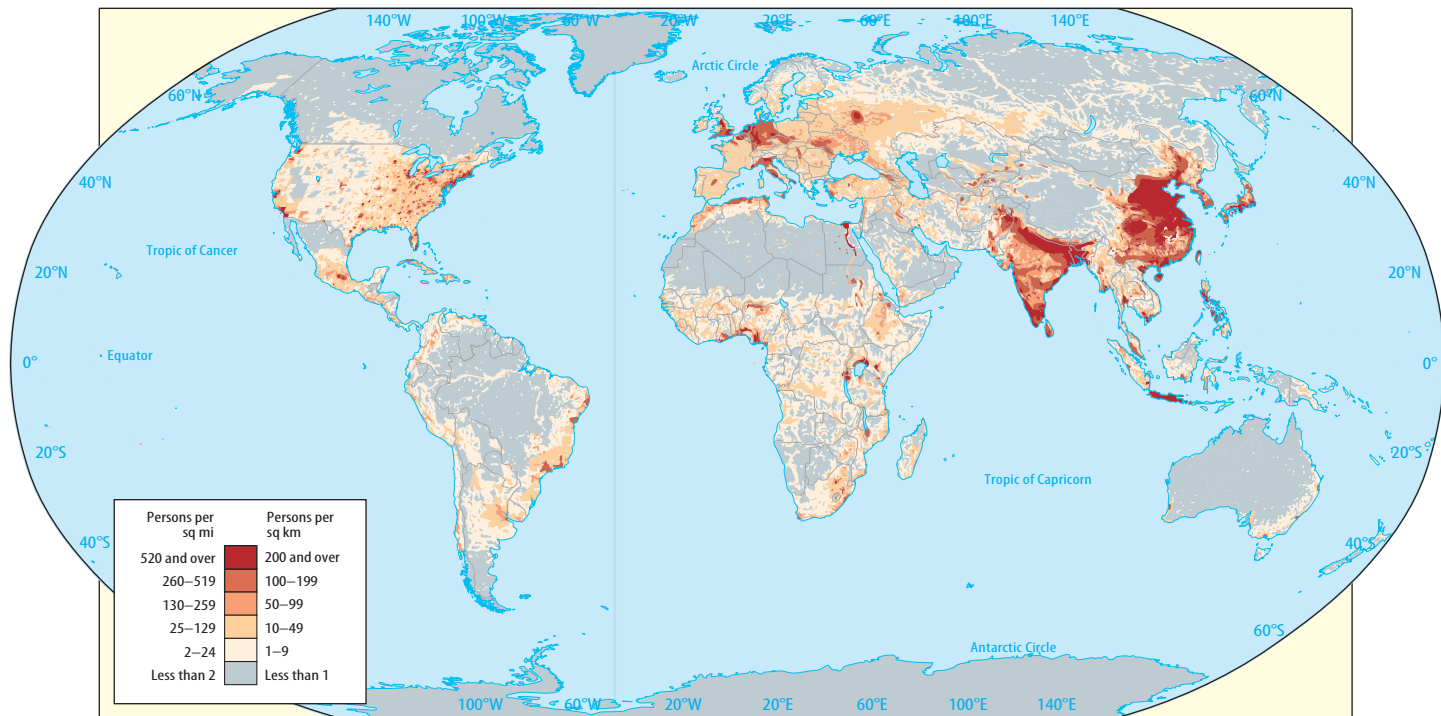 140°W 100°W 60°W 20°W 20°E 60°E 100°E 140°E
Arctic Circle
60°N 60°N
40°N 40°N
Tropic of Cancer
20°N 20°N
Equator
0° 0°
20°S 20°S
Tropic of Capricorn
Persons per
sq mi
Persons per
sq km
520 and over 200 and over
260–519 100–199
130–259 50–99
25–129 10–49
2–24 1–9
Less than 2 Less than 1
40°S 40°S
60°S
Antarctic Circle
100°W 60°W 20°W 20°E 60°E 100°E 140°E